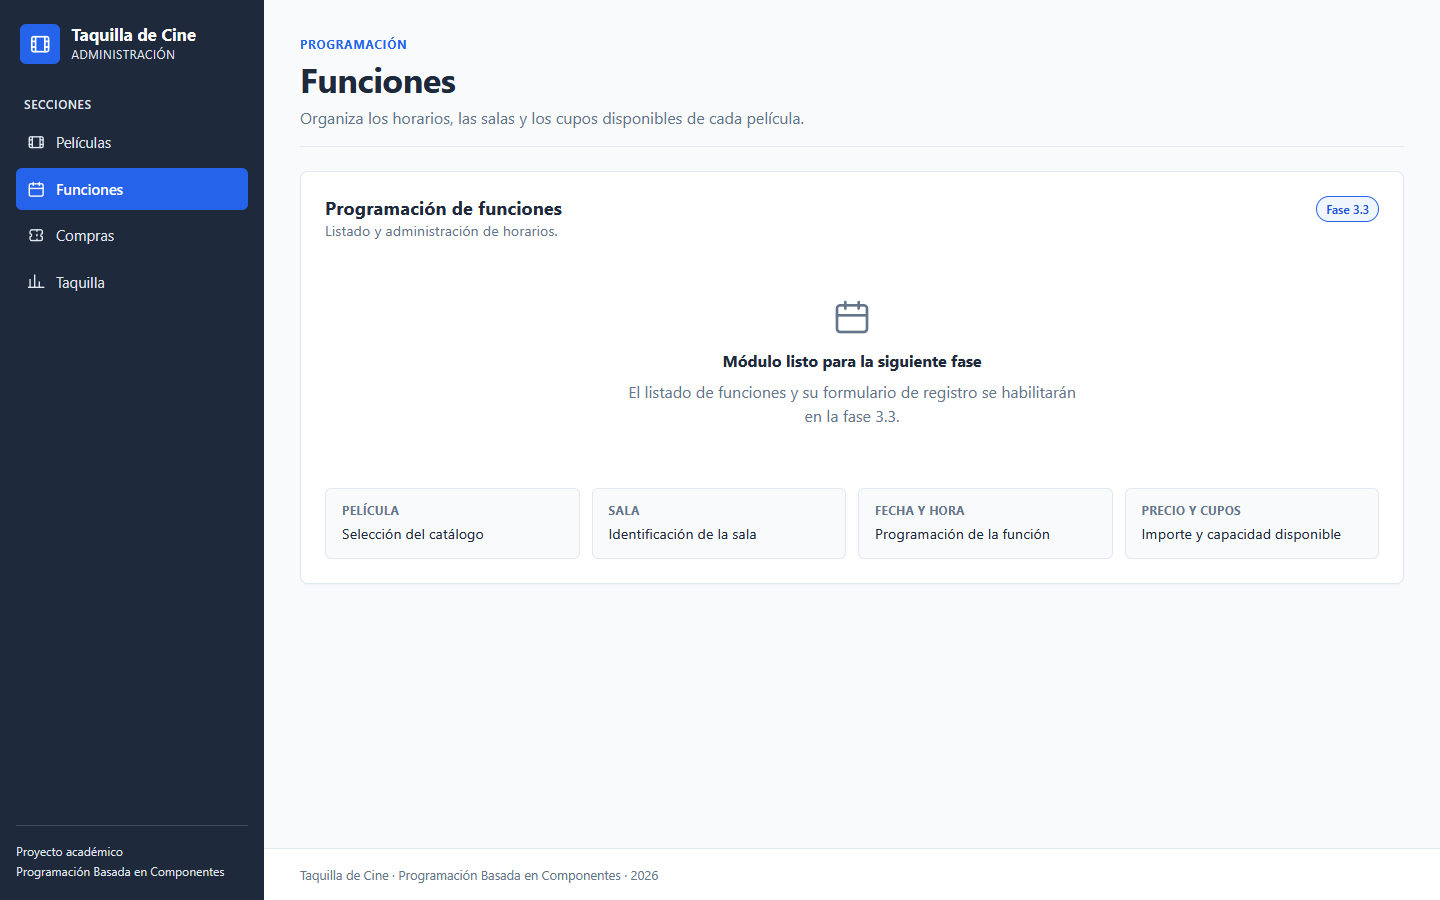 Taquilla de Cine
ADMINISTRACIÓN
SECCIONES
Películas
Funciones
Compras
Taquilla
Proyecto académico
Programación Basada en Componentes
PROGRAMACIÓN
Funciones
Organiza los horarios, las salas y los cupos disponibles de cada película.
Programación de funciones
Fase 3.3
Listado y administración de horarios.
Módulo listo para la siguiente fase
El listado de funciones y su formulario de registro se habilitarán
en la fase 3.3.
PELÍCULA
Selección del catálogo
SALA
Identificación de la sala
FECHA Y HORA
Programación de la función
PRECIO Y CUPOS
Importe y capacidad disponible
Taquilla de Cine · Programación Basada en Componentes · 2026